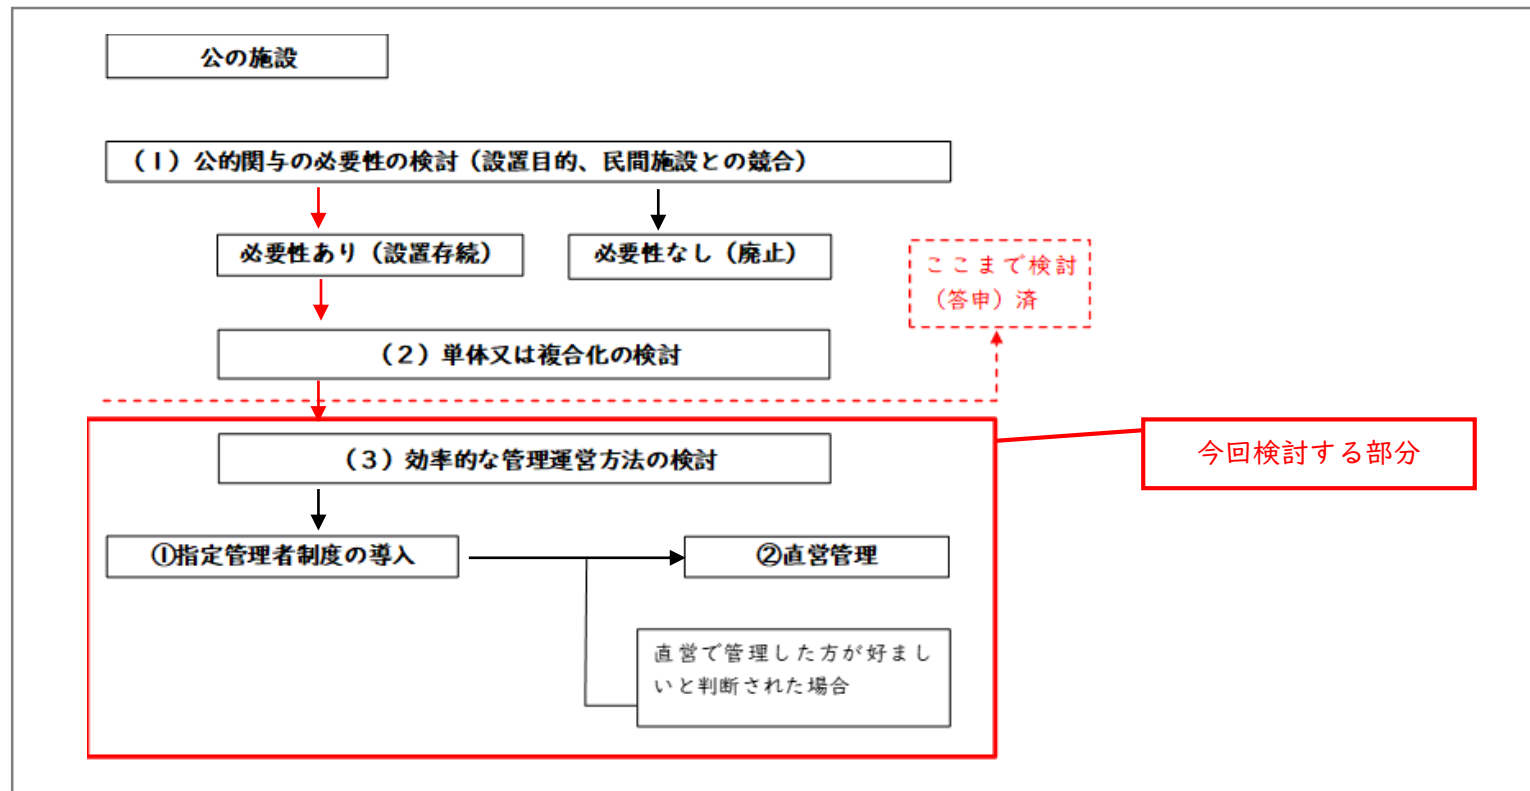 公の施設
（1）公的関与の必要性の検討（設置目的、民間施設との競合）
必要性あり（設置存続）
必要性なし（廃止）
ここまで検討
（答申）済
（2）単体又は複合化の検討
（3）効率的な管理運営方法の検討
今回検討する部分
①指定管理者制度の導入
②直営管理
直営で管理した方が好まし
いと判断された場合